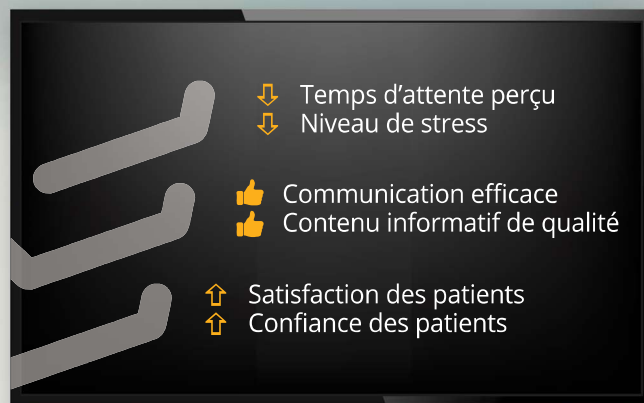 Temps d’attente perçu
Niveau de stress
Communication efficace
Contenu informatif de qualité
Satisfaction des patients
Confiance des patients